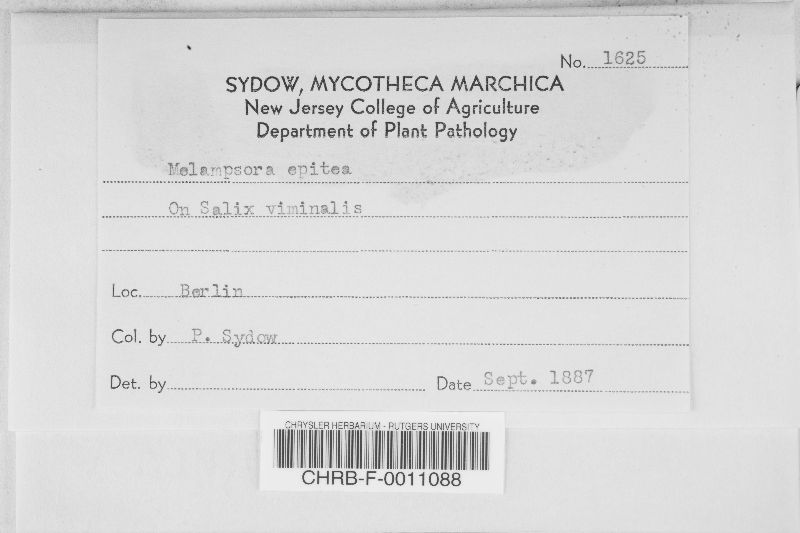 No. 1625
SYDOW, MYCOTHECA MARCHICA
New Jersey College of Agriculture
Department of Plant Pathology
Melampsora epitea
On Salix viminalis
Loc. Berlin
Col. by P. Sydow
Det. by
Date Sept. 1887
CHRYSLER HERBARIUM - RUTGERS UNIVERSITY
CHRB-F-0011088